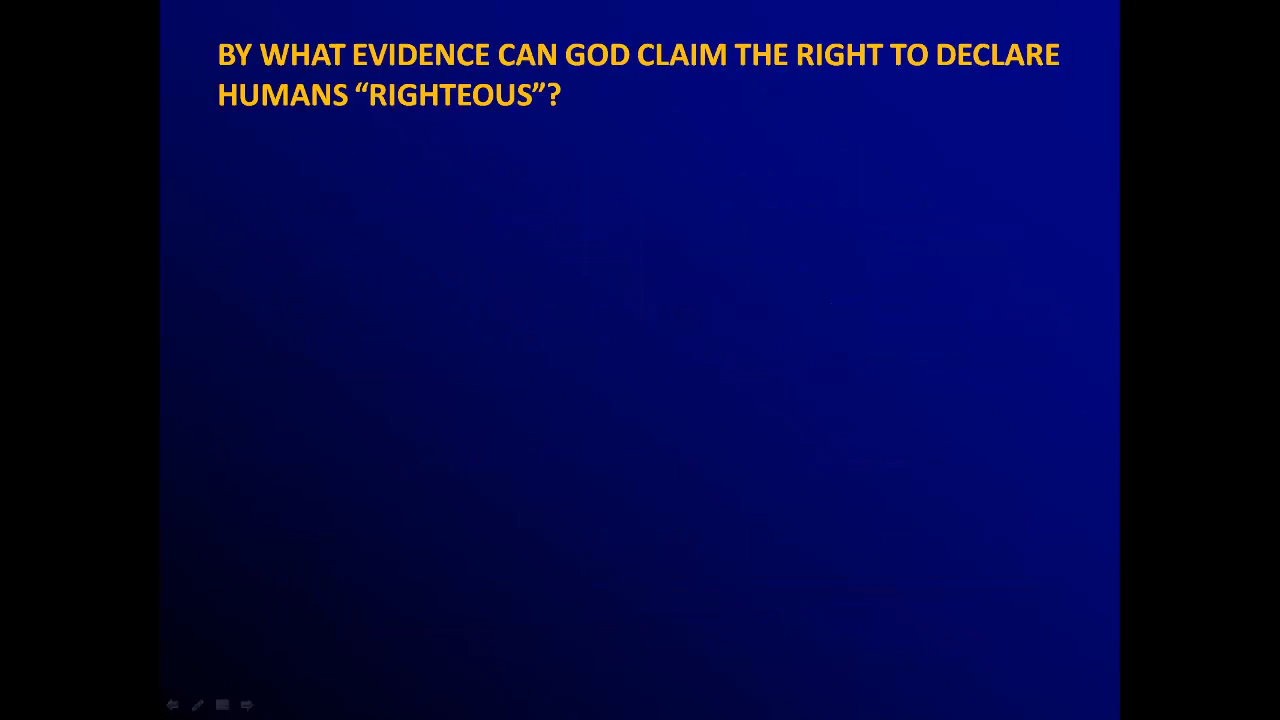 BY WHAT EVIDENCE CAN GOD CLAIM THE RIGHT TO DECLARE
HUMANS “RIGHTEOUS”?